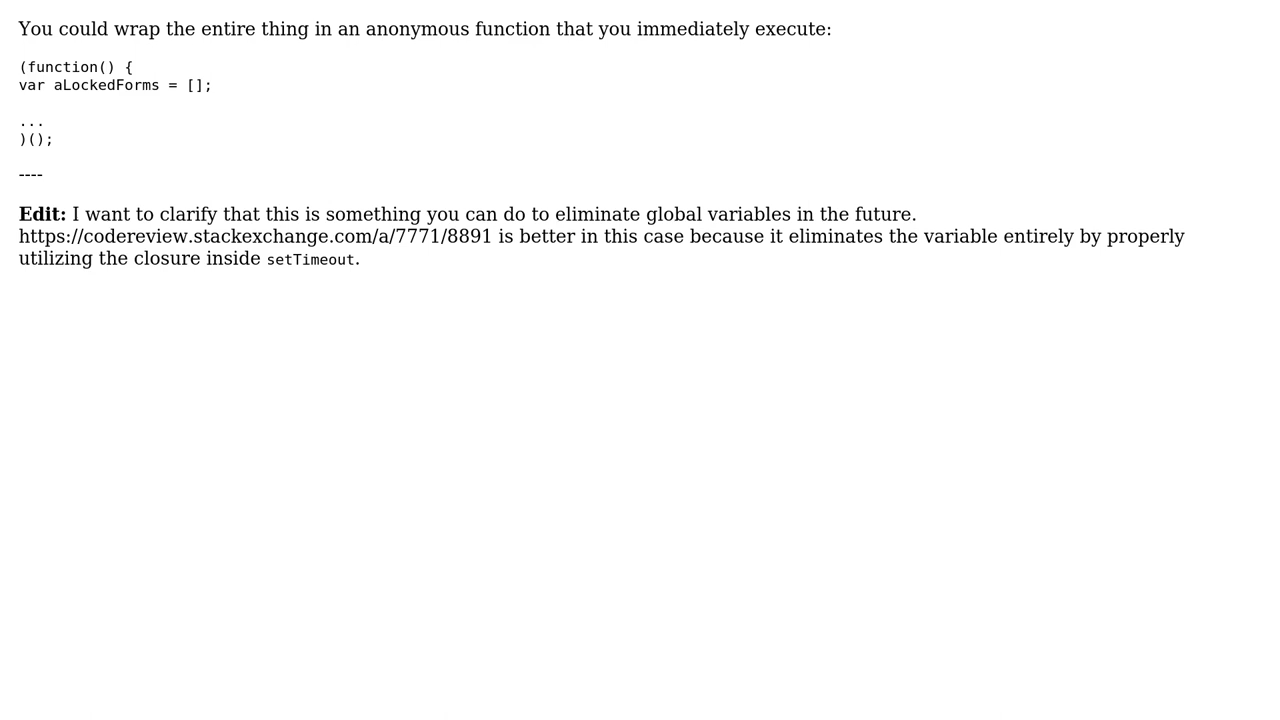 You could wrap the entire thing in an anonymous function that you immediately execute:
(function() {
var aLockedForms = [];
...
)();
----
Edit: I want to clarify that this is something you can do to eliminate global variables in the future.
https://codereview.stackexchange.com/a/7771/8891 is better in this case because it eliminates the variable entirely by properly
utilizing the closure inside setTimeout.